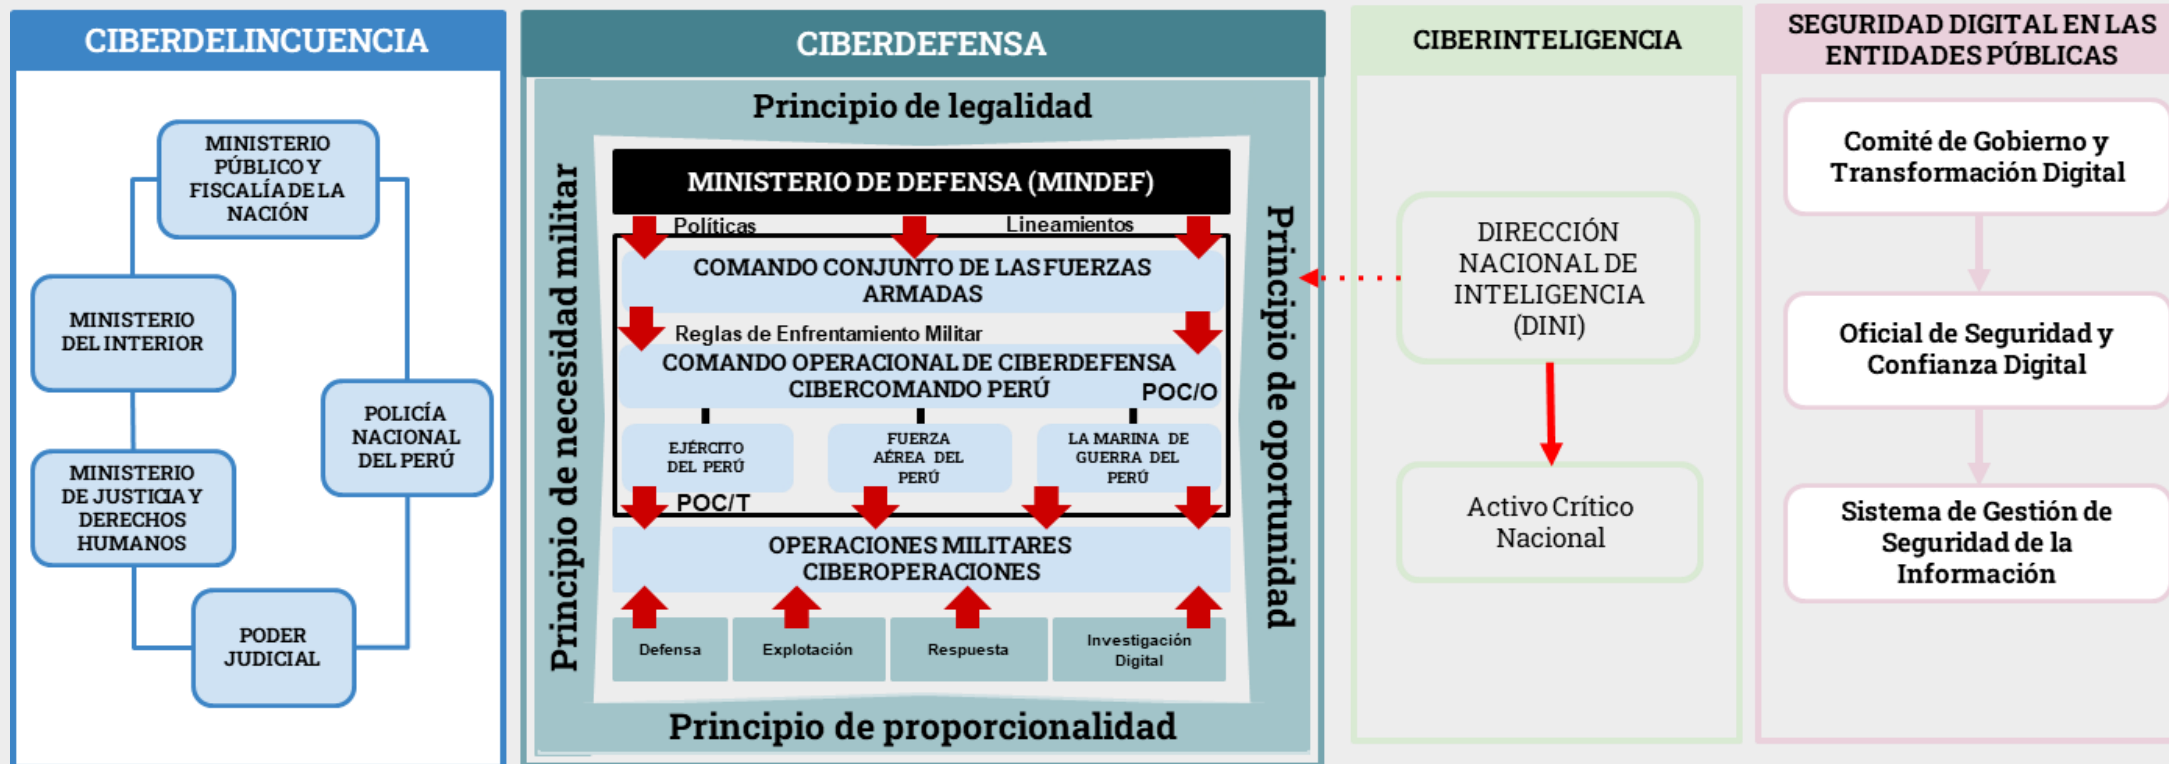 CIBERDELINCUENCIA
MINISTERIO
PÚBLICO Y
FISCALÍA DE LA
NACIÓN
MINISTERIO
DEL INTERIOR
POLICÍA
NACIONAL
DEL PERÚ
MINISTERIO
DE JUSTICIA Y
DERECHOS
HUMANOS
PODER
JUDICIAL
CIBERDEFENSA
Principio de legalidad
Principio de necesidad militar
MINISTERIO DE DEFENSA (MINDEF)
Políticas
Lineamientos
COMANDO CONJUNTO DE LAS FUERZAS
ARMADAS
Reglas de Enfrentamiento Militar
COMANDO OPERACIONAL DE CIBERDEFENSA
CIBERCOMANDO PERÚ
POC/O
EJÉRCITO
DEL PERÚ
FUERZA
AÉREA DEL
PERÚ
LA MARINA DE
GUERRA DEL
PERÚ
POC/T
OPERACIONES MILITARES
CIBEROPERACIONES
Defensa
Explotación
Respuesta
Investigación
Digital
Principio de oportunidad
Principio de proporcionalidad
CIBERINTELIGENCIA
DIRECCIÓN
NACIONAL DE
INTELIGENCIA
(DINI)
Activo Crítico
Nacional
SEGURIDAD DIGITAL EN LAS
ENTIDADES PÚBLICAS
Comité de Gobierno y
Transformación Digital
Oficial de Seguridad y
Confianza Digital
Sistema de Gestión de
Seguridad de la
Información